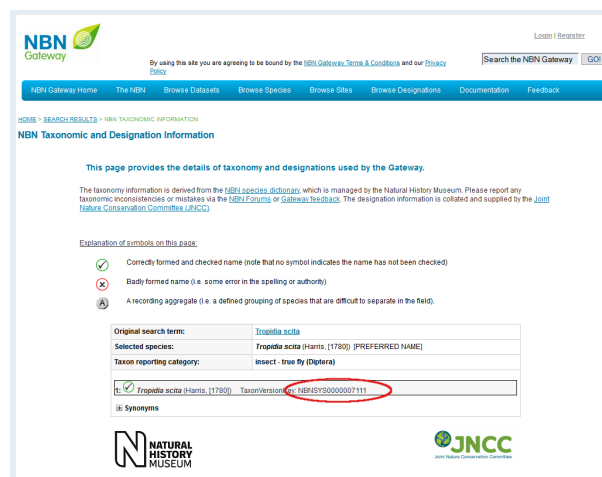 Login | Register
NBN
Gateway
By using this site you are agreeing to be bound by the NBN Gateway Terms & Conditions and our Privacy
Policy
Search the NBN Gateway GO!
NBN Gateway Home The NBN Browse Datasets Browse Species Browse Sites Browse Designations Documentation Feedback
HOME > SEARCH RESULTS > NBN TAXONOMIC INFORMATION
NBN Taxonomic and Designation Information
This page provides the details of taxonomy and designations used by the Gateway.
The taxonomy information is derived from the NBN species dictionary, which is managed by the Natural History Museum. Please report any
taxonomic inconsistencies or mistakes via the NBN Forums or Gateway feedback. The designation information is collated and supplied by the Joint
Nature Conservation Committee (JNCC).
Explanation of symbols on this page:
Correctly formed and checked name (note that no symbol indicates the name has not been checked)
Badly formed name (i.e. some error in the spelling or authority)
A A recording aggregate (i.e. a defined grouping of species that are difficult to separate in the field).
Original search term: Tropidia scita
Selected species: Tropidia scita (Harris, [1780]) [PREFERRED NAME]
Taxon reporting category: insect - true fly (Diptera)
1: Tropidia scita (Harris, [1780]) TaxonVersionKey: NBNSYS0000007111
Synonyms
N NATURAL
HISTORY
MUSEUM
JNCC
Joint Nature Conservation Committee